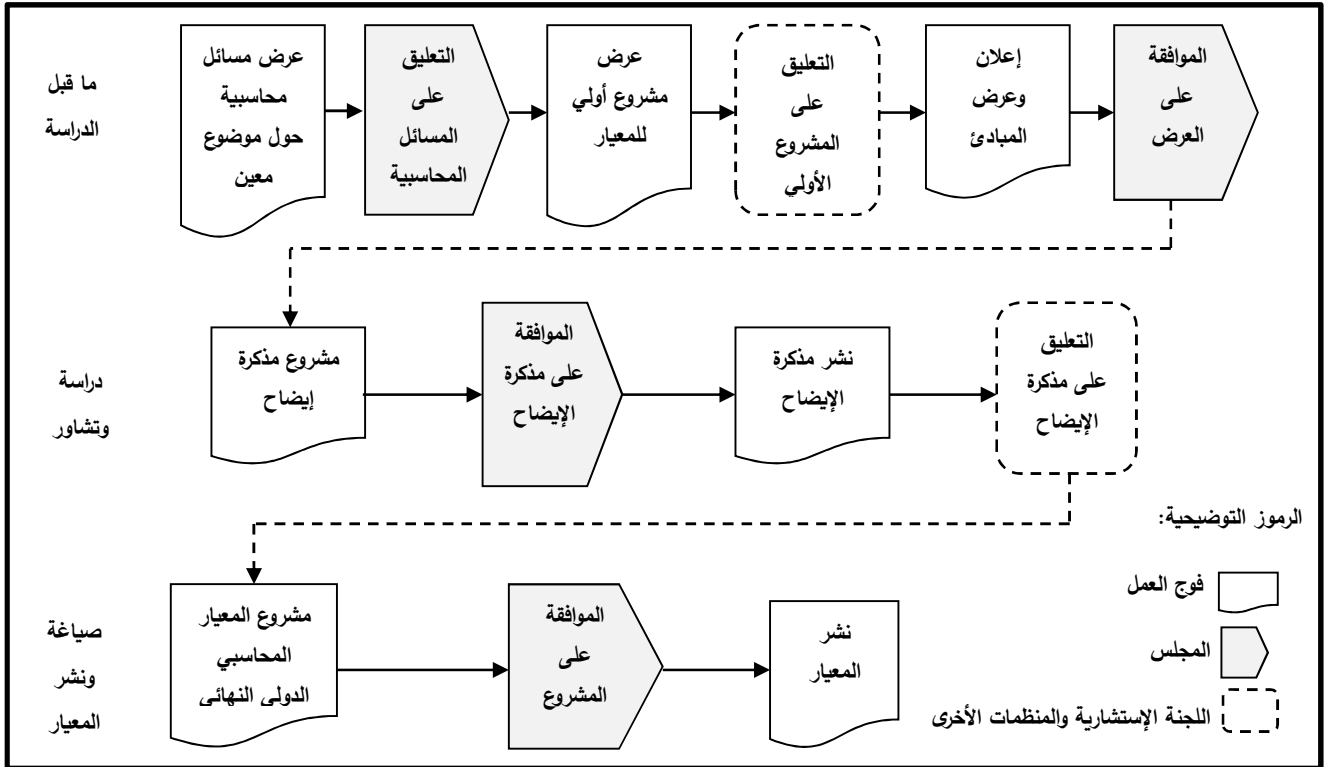 ما قبل
الدراسة
عرض مسائل
محاسبية
حول موضوع
معين
التعليق
على
المسائل
المحاسبية
عرض
مشروع أولي
للمعيار
التعليق
على
المشروع
الأولي
إعلان
وعرض
المبادئ
الموافقة
على
العرض
دراسة
وتشاور
مشروع مذكرة
إيضاح
الموافقة
على مذكرة
الإيضاح
نشر مذكرة
الإيضاح
التعليق
على مذكرة
الإيضاح
صياغة
ونشر
المعيار
مشروع المعيار
المحاسبي
الدولي النهائي
الموافقة
على
المشروع
نشر
المعيار
الرموز التوضيحية:
فوج العمل
المجلس
اللجنة الإستشارية والمنظمات الأخرى